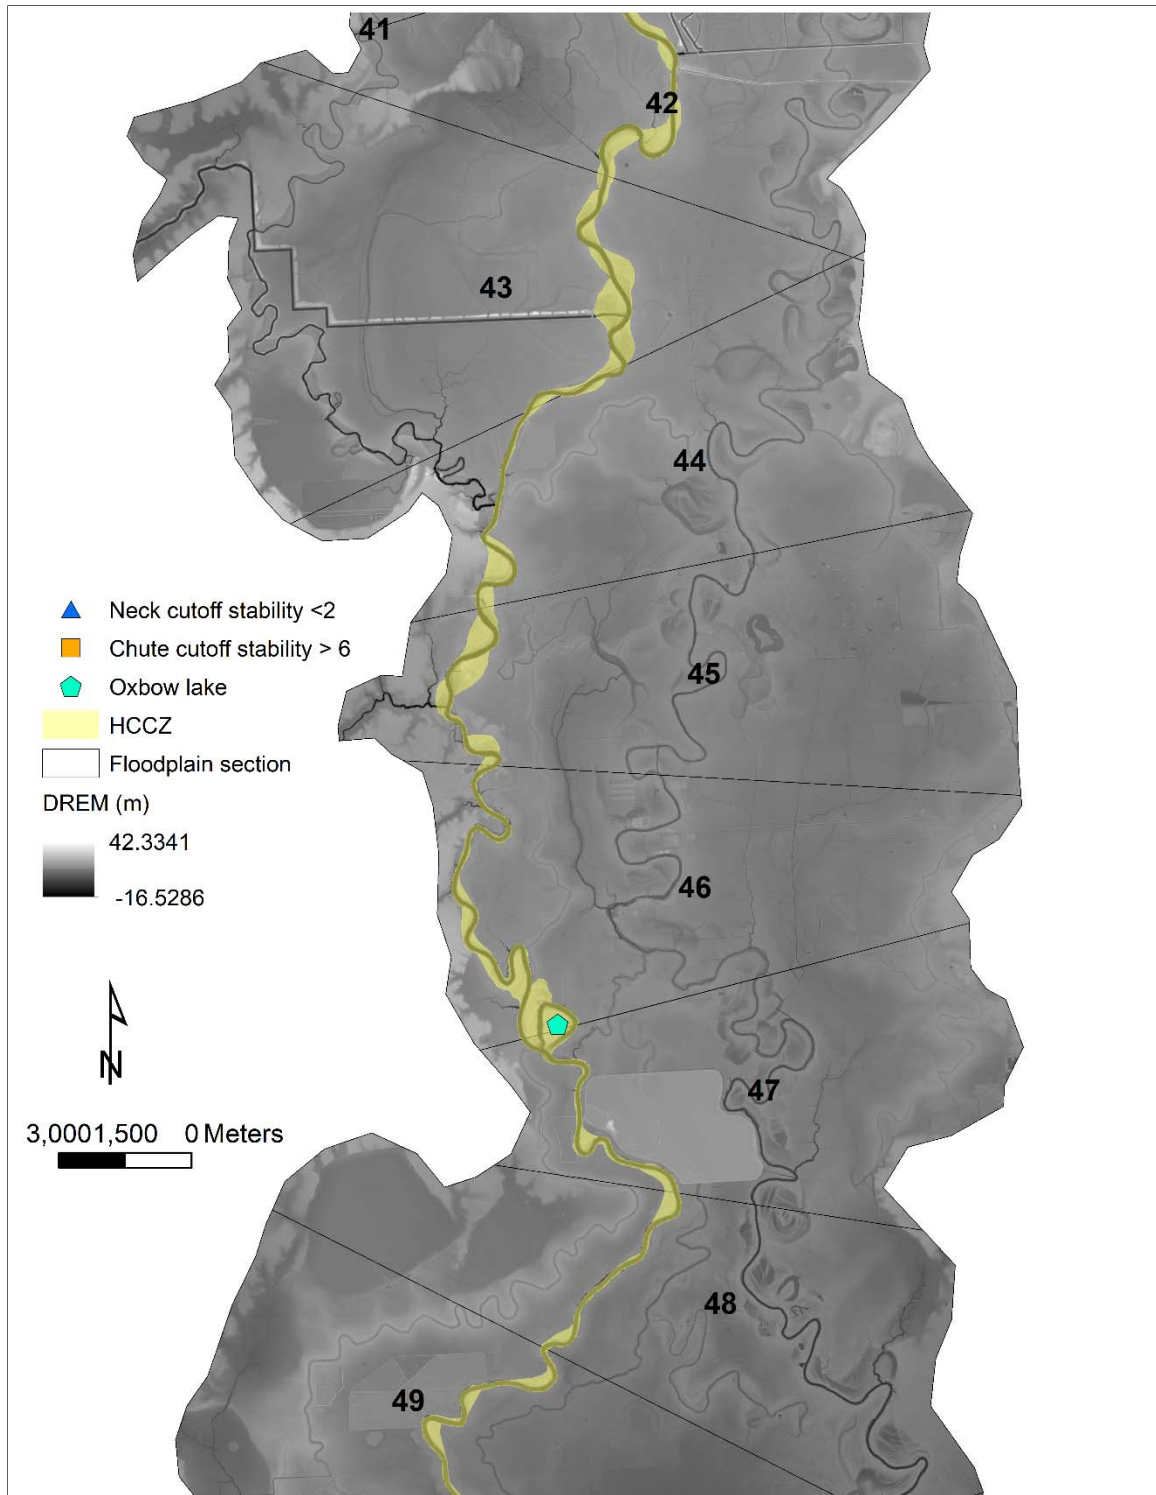 41
42
43
44
Neck cutoff stability <2
Chute cutoff stability > 6
Oxbow lake
HCCZ
Floodplain section
DREM (m)
42.3341
-16.5286
45
46
N
47
3,0001,500 0 Meters
48
49